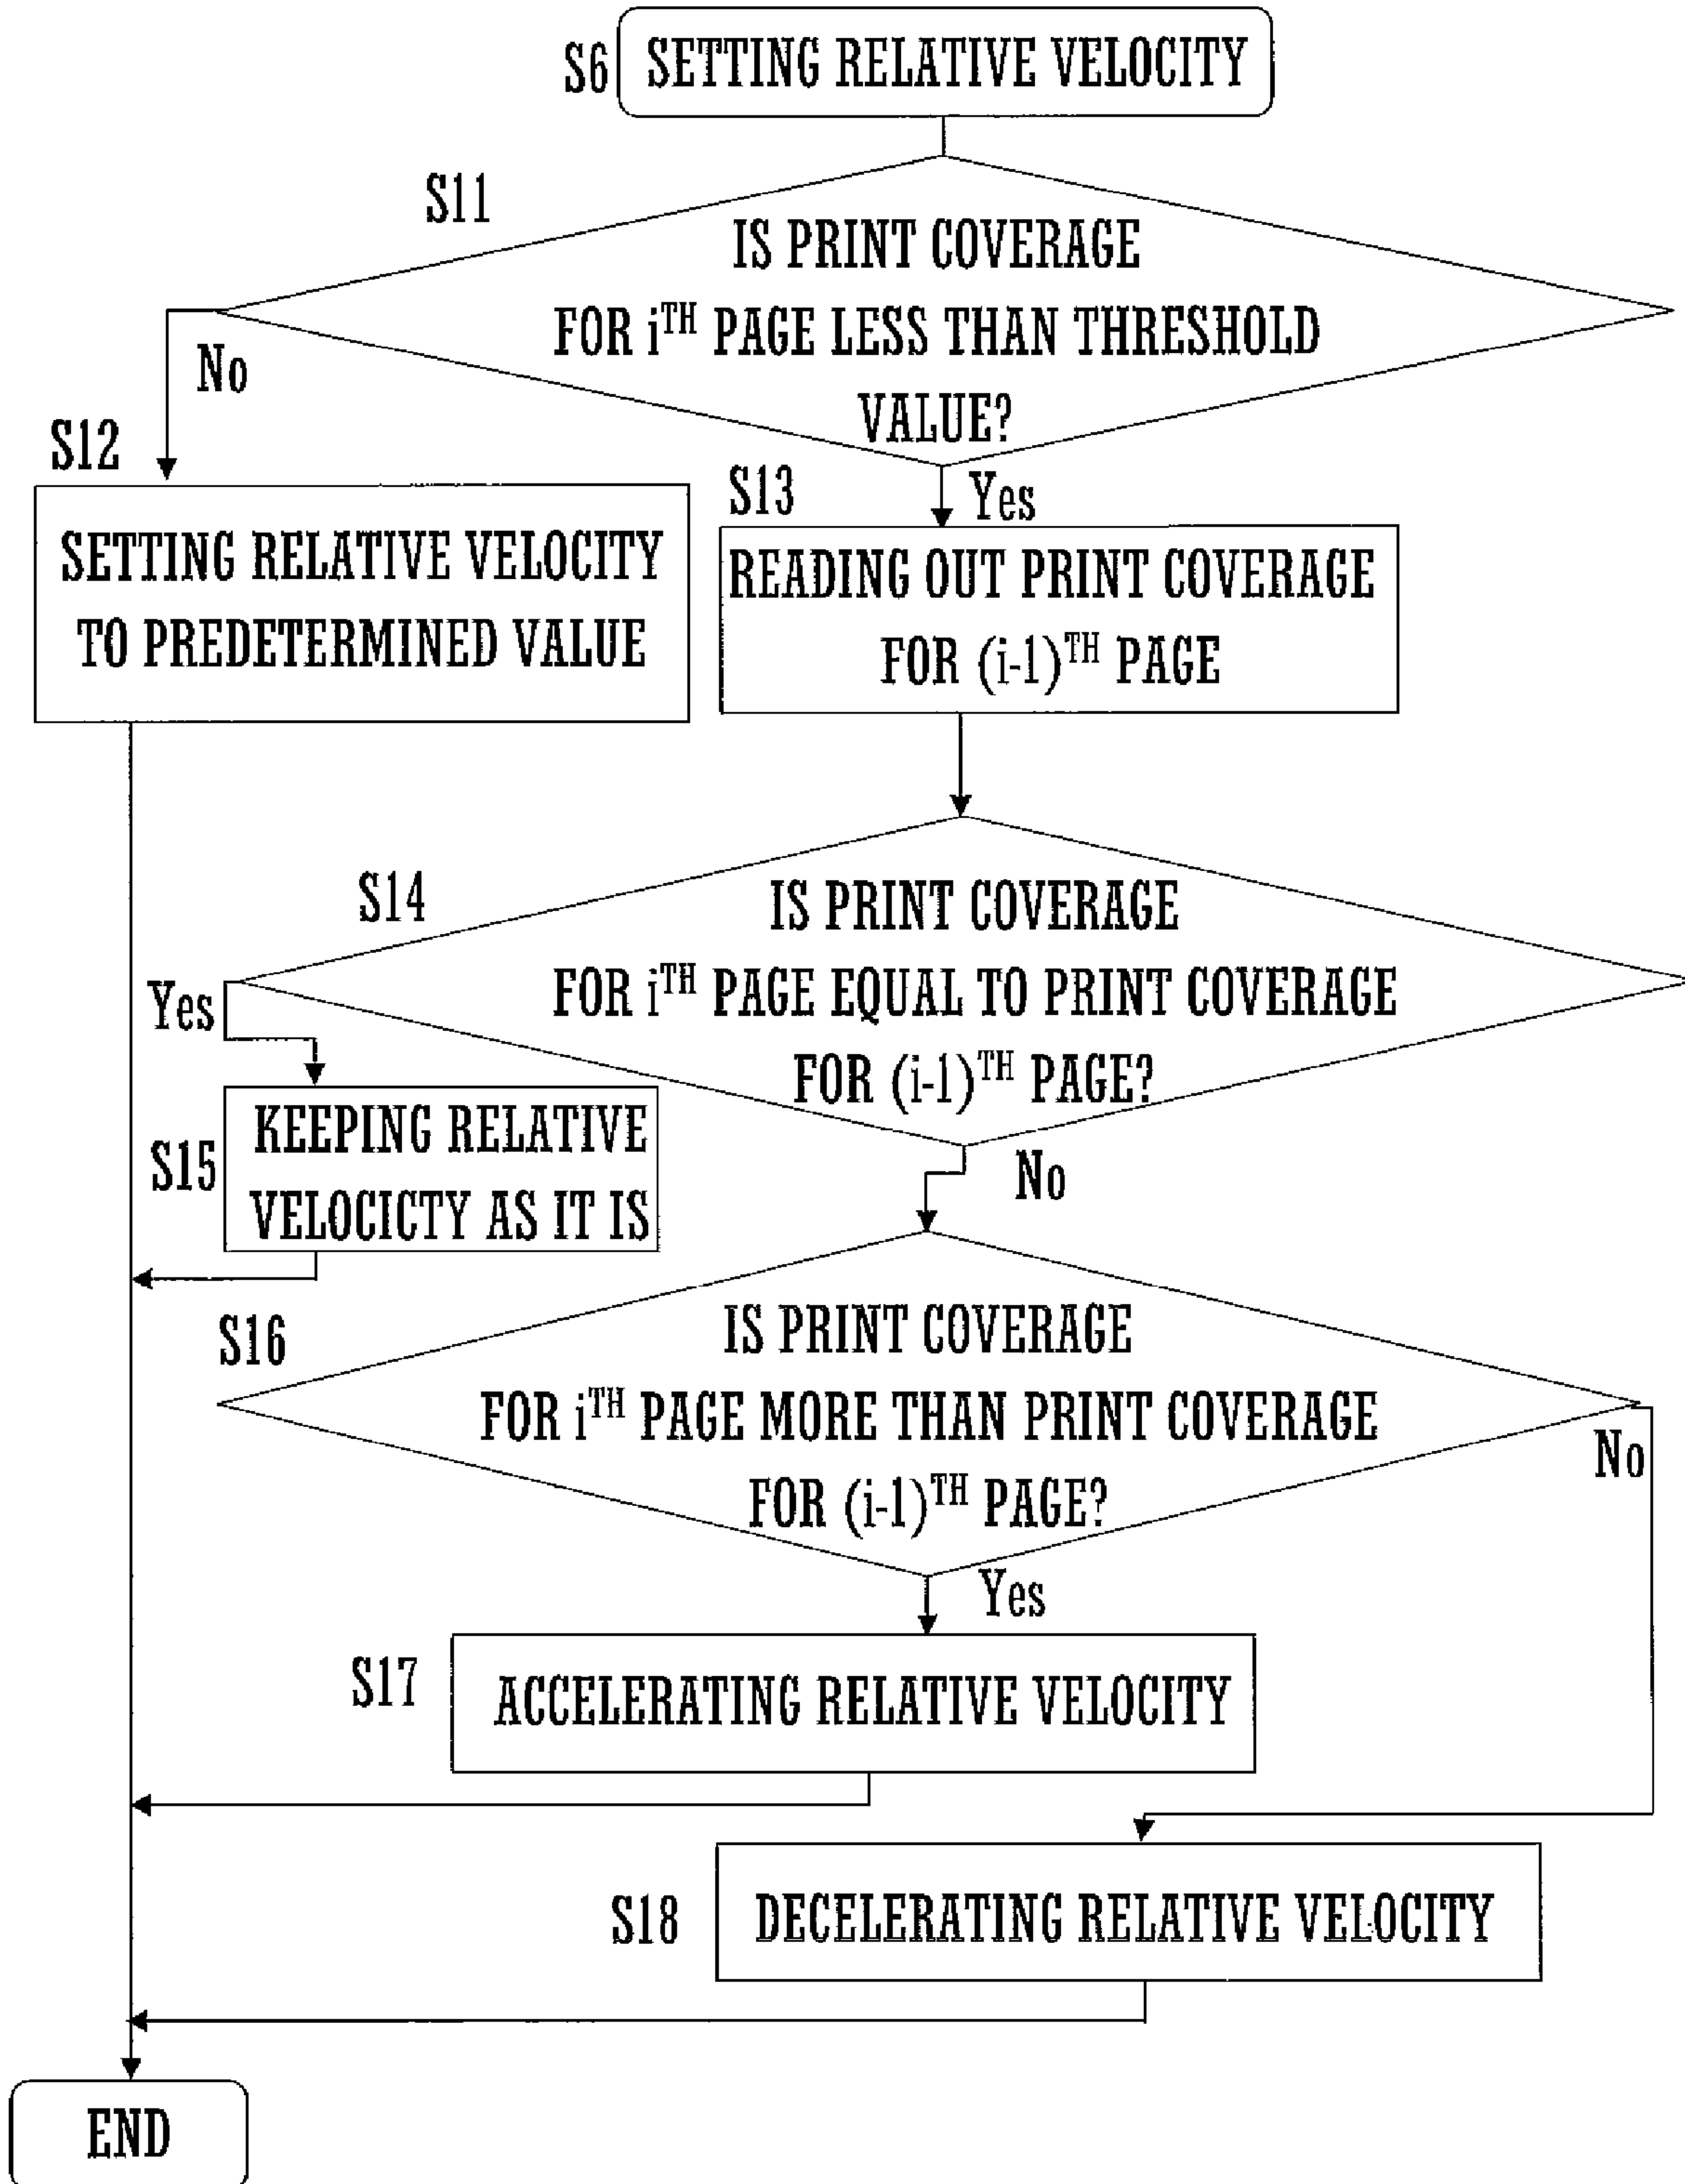 S6
SETTING RELATIVE VELOCITY
S11
IS PRINT COVERAGE
FOR iTH PAGE LESS THAN THRESHOLD
VALUE?
No
S12
SETTING RELATIVE VELOCITY
TO PREDETERMINED VALUE
Yes
S13
READING OUT PRINT COVERAGE
FOR (i-1)TH PAGE
S14
IS PRINT COVERAGE
FOR iTH PAGE EQUAL TO PRINT COVERAGE
FOR (i-1)TH PAGE?
Yes
S15
KEEPING RELATIVE
VELOCICTY AS IT IS
No
S16
IS PRINT COVERAGE
FOR iTH PAGE MORE THAN PRINT COVERAGE
FOR (i-1)TH PAGE?
No
Yes
S17
ACCELERATING RELATIVE VELOCITY
S18
DECELERATING RELATIVE VELOCITY
END